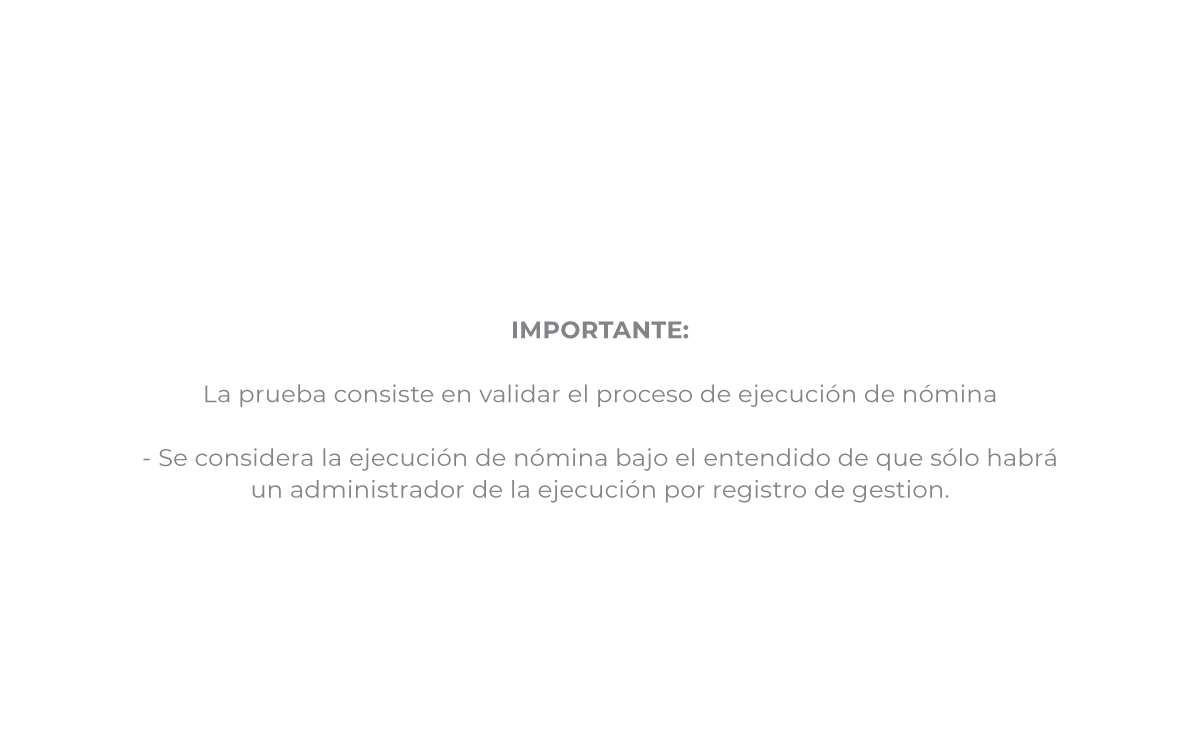 IMPORTANTE:
La prueba consiste en validar el proceso de ejecución de nómina
- Se considera la ejecución de nómina bajo el entendido de que sólo habrá
un administrador de la ejecución por registro de gestion.